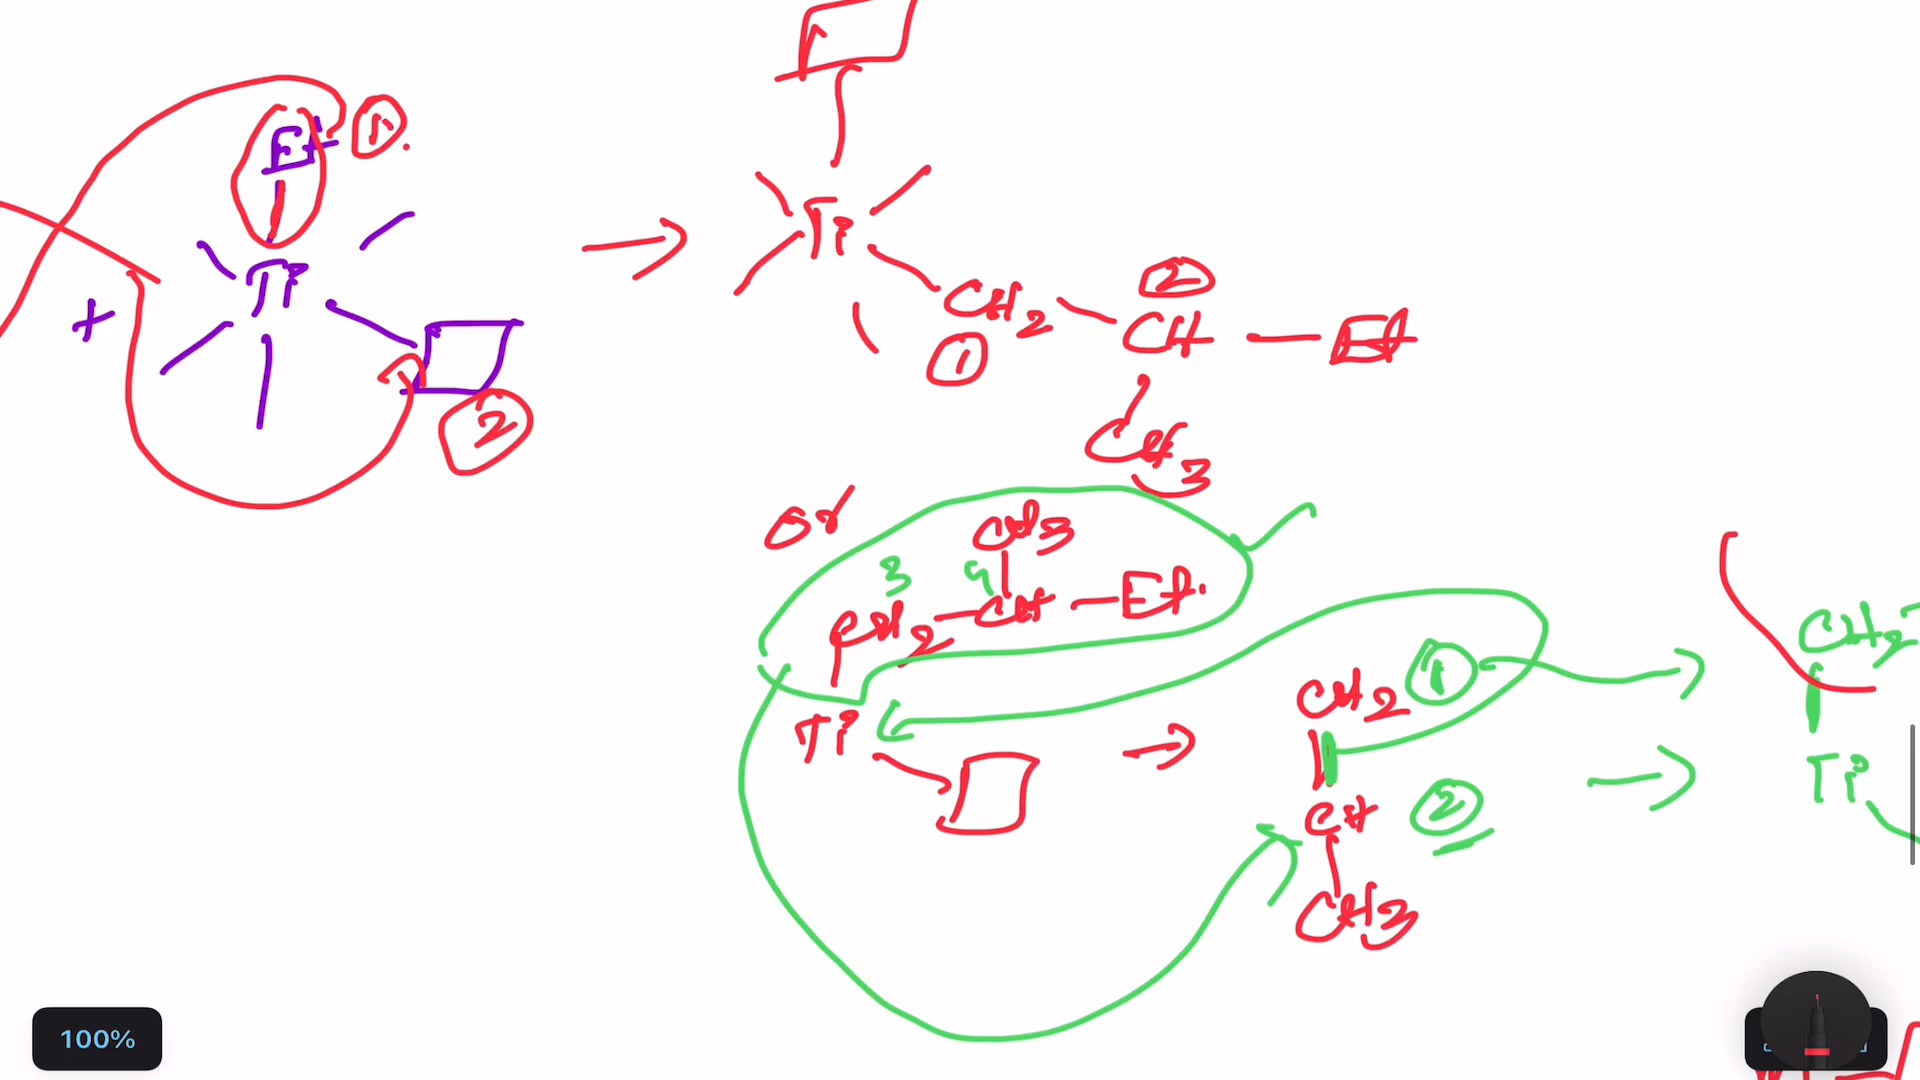 Et ①.
Ti
+
②
Ti
CH2 — CH — Et
① ②
CH3
or
CH3
3 4
CH2 — CH — Et.
Ti
CH2 ①
CH ②
CH3
CH2
Ti
100%